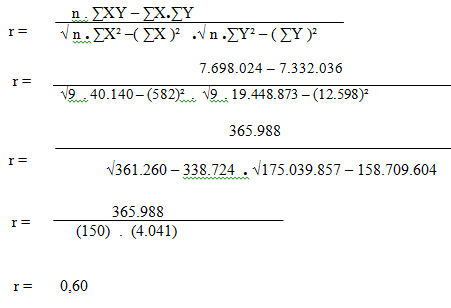 n . ∑XY – ∑X.∑Y
r =
√ n . ∑X² –( ∑X )² .√ n .∑Y² – ( ∑Y )²
7.698.024 – 7.332.036
r =
√9 . 40.140 – (582)² . √9 . 19.448.873 – (12.598)²
365.988
r =
√361.260 – 338.724 . √175.039.857 – 158.709.604
365.988
r =
(150) . (4.041)
r = 0,60